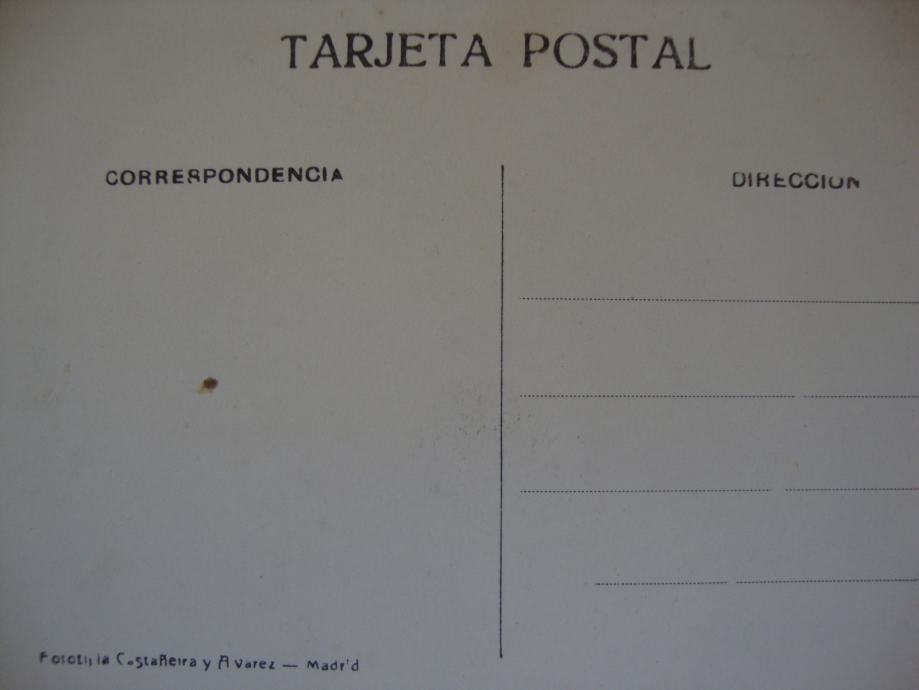 TARJETA POSTAL
CORRESPONDENCIA
DIRECCION
Fototipia Castañeira y Alvarez — Madrid